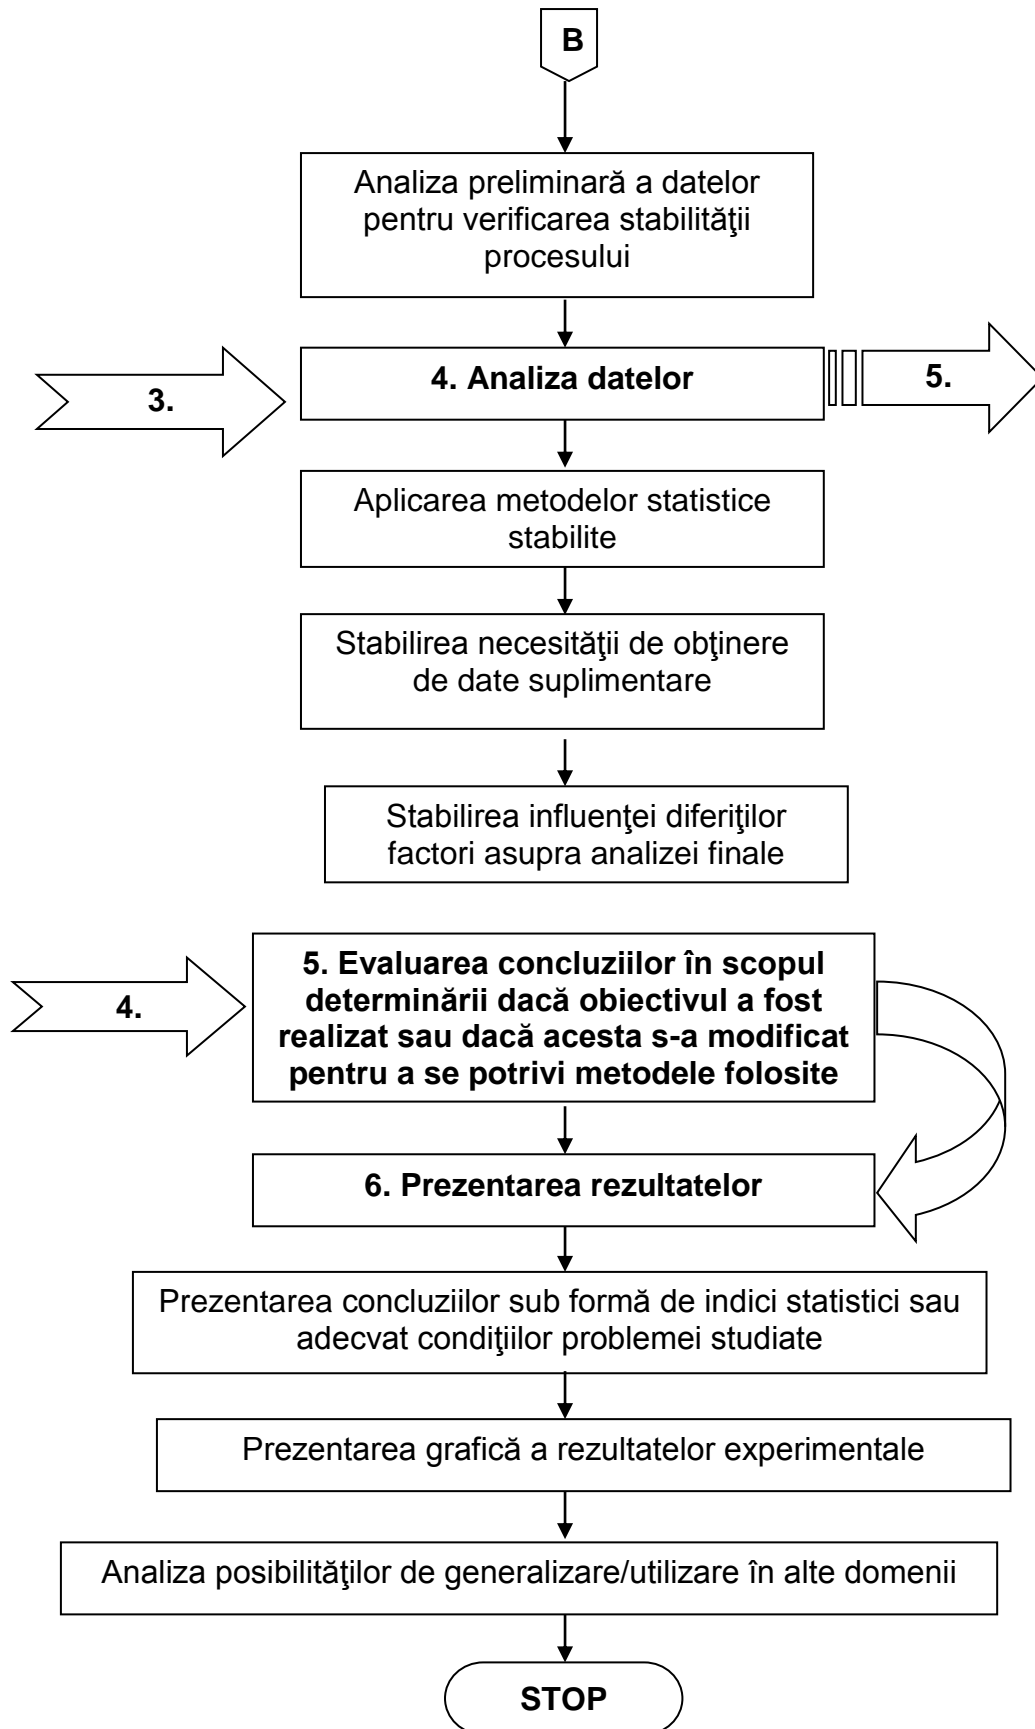 B
Analiza preliminară a datelor
pentru verificarea stabilităţii
procesului
3.
4. Analiza datelor
5.
Aplicarea metodelor statistice
stabilite
Stabilirea necesităţii de obţinere
de date suplimentare
Stabilirea influenţei diferiţilor
factori asupra analizei finale
4.
5. Evaluarea concluziilor în scopul
determinării dacă obiectivul a fost
realizat sau dacă acesta s-a modificat
pentru a se potrivi metodele folosite
6. Prezentarea rezultatelor
Prezentarea concluziilor sub formă de indici statistici sau
adecvat condiţiilor problemei studiate
Prezentarea grafică a rezultatelor experimentale
Analiza posibilităţilor de generalizare/utilizare în alte domenii
STOP